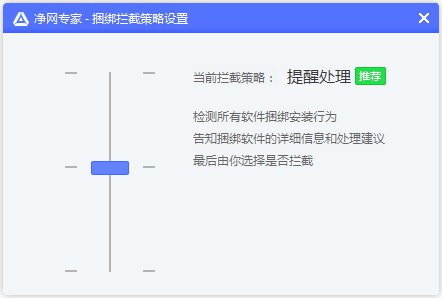 净网专家 - 捆绑拦截策略设置
当前拦截策略： 提醒处理 推荐
检测所有软件捆绑安装行为
告知捆绑软件的详细信息和处理建议
最后由你选择是否拦截